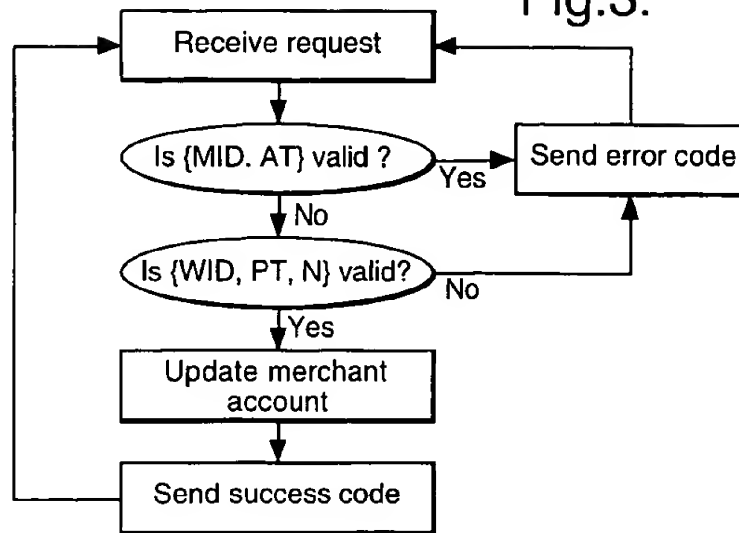 Fig.3.
Receive request
Is {MID. AT} valid ?
Yes
Send error code
No
Is {WID, PT, N} valid?
No
Yes
Update merchant
account
Send success code